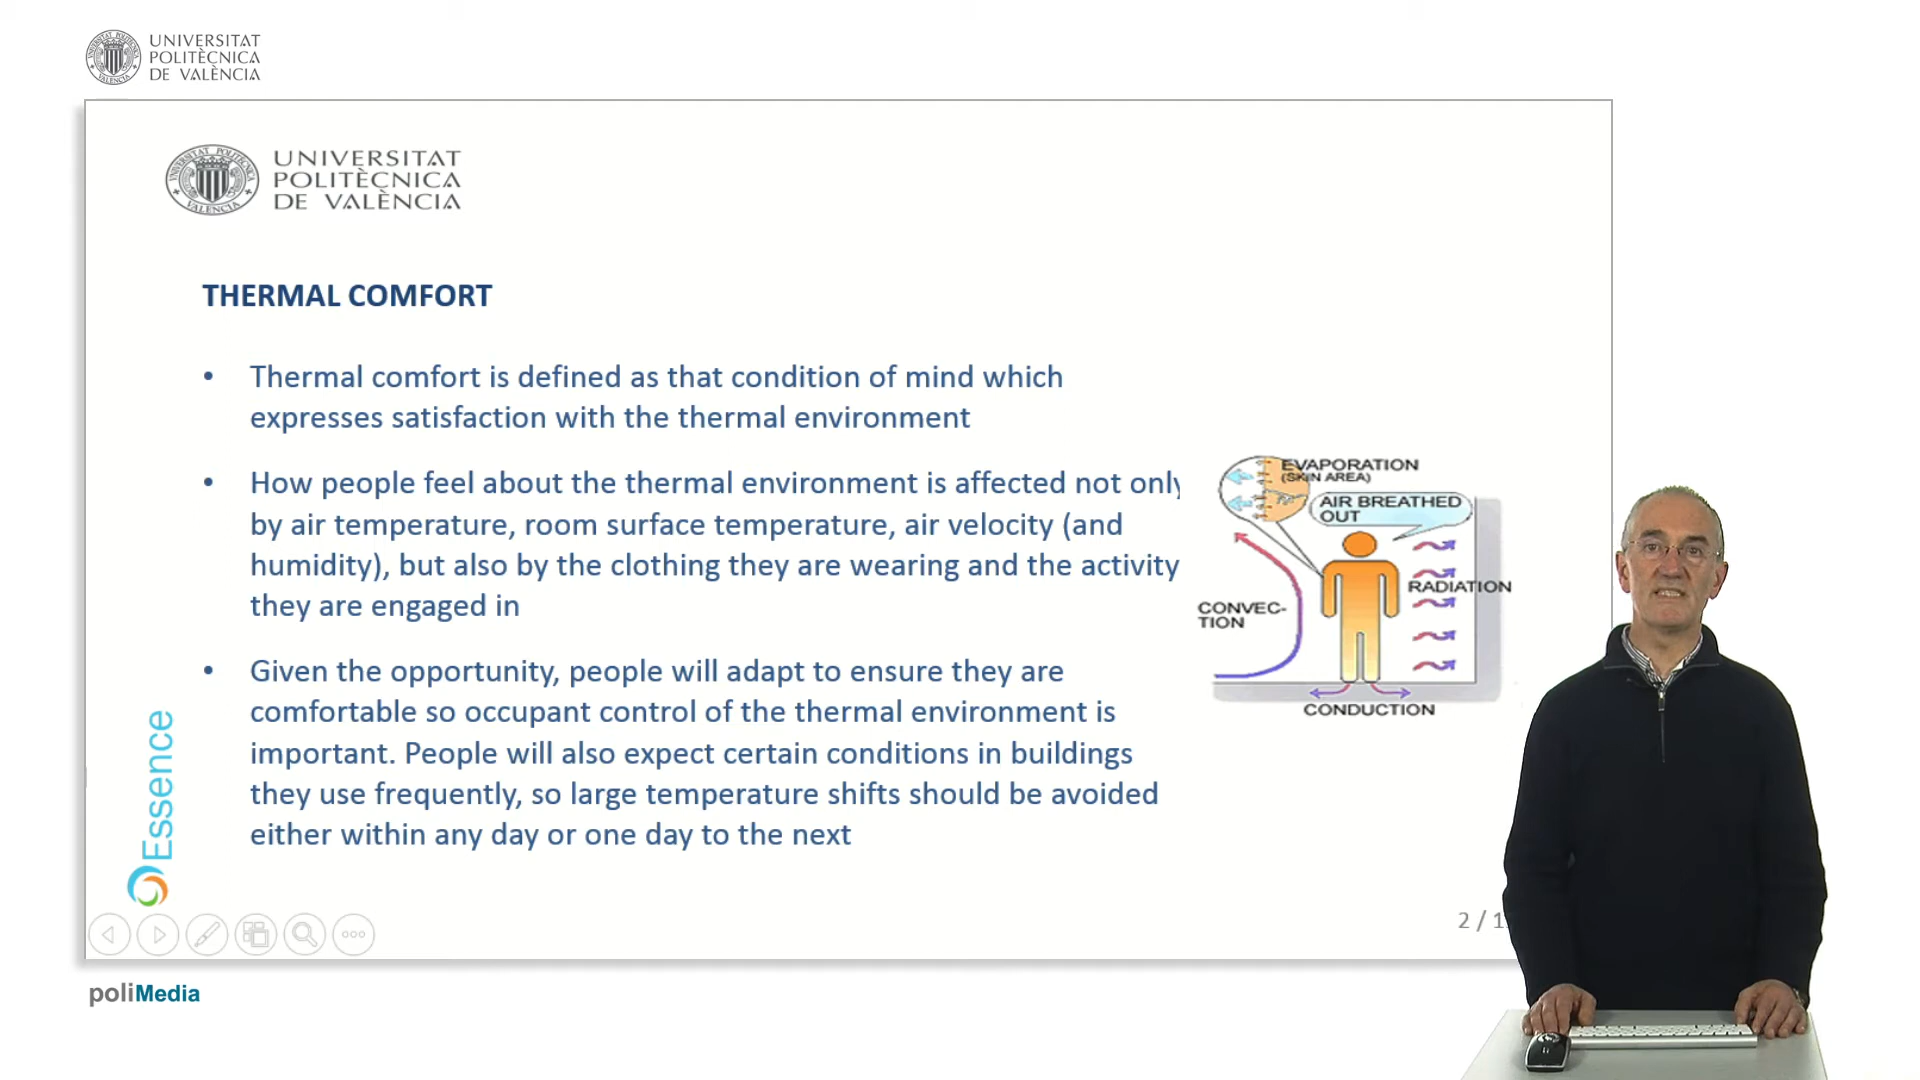 UNIVERSITAT
POLITÈCNICA
DE VALÈNCIA
UNIVERSITAT
POLITÈCNICA
DE VALÈNCIA
THERMAL COMFORT
• Thermal comfort is defined as that condition of mind which
expresses satisfaction with the thermal environment
• How people feel about the thermal environment is affected not only
by air temperature, room surface temperature, air velocity (and
humidity), but also by the clothing they are wearing and the activity
they are engaged in
• Given the opportunity, people will adapt to ensure they are
comfortable so occupant control of the thermal environment is
important. People will also expect certain conditions in buildings
they use frequently, so large temperature shifts should be avoided
either within any day or one day to the next
EVAPORATION
(SKIN AREA)
AIR BREATHED
OUT
RADIATION
CONVEC-
TION
CONDUCTION
Essence
2 / 1
poliMedia